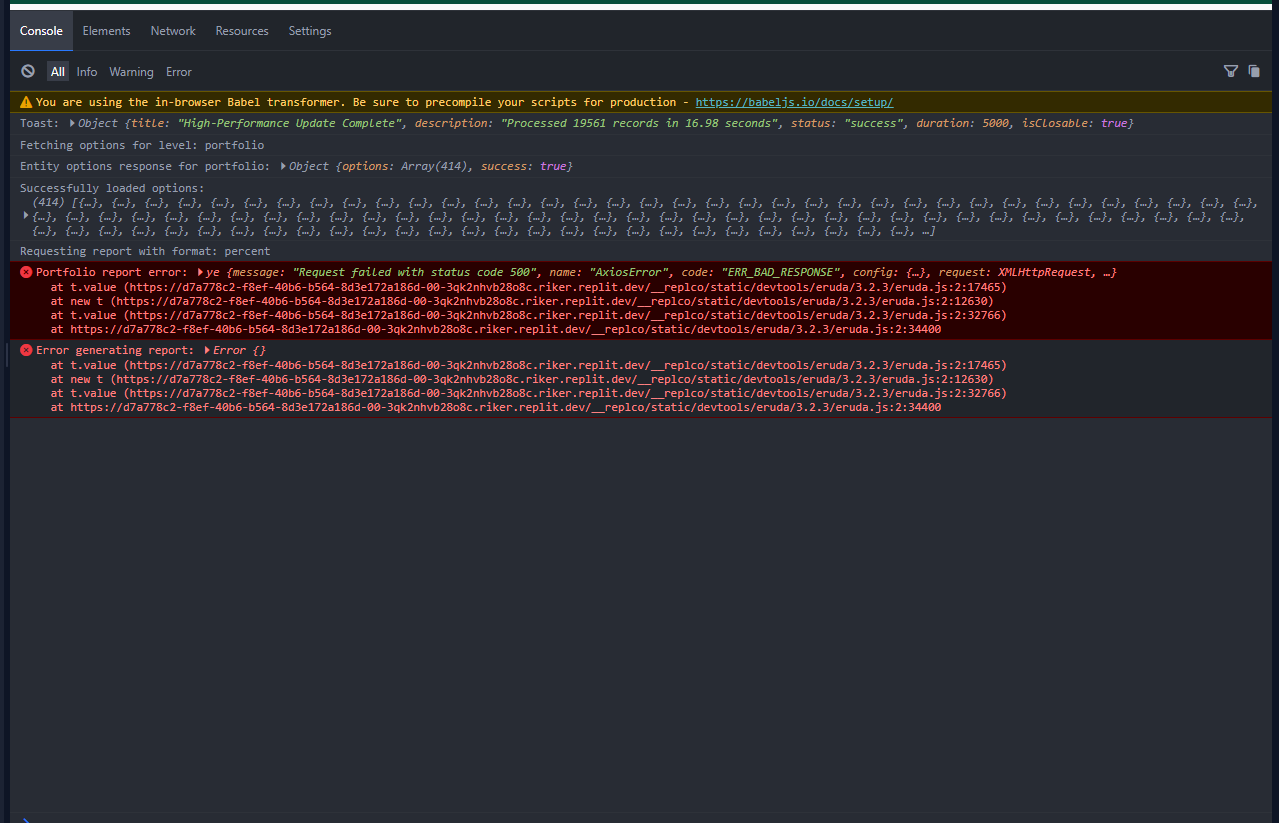 Console Elements Network Resources Settings
All Info Warning Error
You are using the in-browser Babel transformer. Be sure to precompile your scripts for production - https://babeljs.io/docs/setup/
Toast: Object {title: "High-Performance Update Complete", description: "Processed 19561 records in 16.98 seconds", status: "success", duration: 5000, isClosable: true}
Fetching options for level: portfolio
Entity options response for portfolio: Object {options: Array(414), success: true}
Successfully loaded options:
(414) [{…}, {…}, {…}, {…}, {…}, {…}, {…}, {…}, {…}, {…}, {…}, {…}, {…}, {…}, {…}, {…}, {…}, {…}, {…}, {…}, {…}, {…}, {…}, {…}, {…}, {…}, {…}, {…}, {…}, {…}, {…}, {…}, {…}, {…}, {…}, {…},
{…}, {…}, {…}, {…}, {…}, {…}, {…}, {…}, {…}, {…}, {…}, {…}, {…}, {…}, {…}, {…}, {…}, {…}, {…}, {…}, {…}, {…}, {…}, {…}, {…}, {…}, {…}, {…}, {…}, {…}, {…}, {…}, {…}, {…}, {…}, {…}, {…},
{…}, {…}, {…}, {…}, {…}, {…}, {…}, {…}, {…}, {…}, {…}, {…}, {…}, {…}, {…}, {…}, {…}, {…}, {…}, {…}, {…}, {…}, {…}, {…}, {…}, {…}, {…}, …]
Requesting report with format: percent
Portfolio report error: ye {message: "Request failed with status code 500", name: "AxiosError", code: "ERR_BAD_RESPONSE", config: {…}, request: XMLHttpRequest, …}
at t.value (https://d7a778c2-f8ef-40b6-b564-8d3e172a186d-00-3qk2nhvb28o8c.riker.replit.dev/__replco/static/devtools/eruda/3.2.3/eruda.js:2:17465)
at new t (https://d7a778c2-f8ef-40b6-b564-8d3e172a186d-00-3qk2nhvb28o8c.riker.replit.dev/__replco/static/devtools/eruda/3.2.3/eruda.js:2:12630)
at t.value (https://d7a778c2-f8ef-40b6-b564-8d3e172a186d-00-3qk2nhvb28o8c.riker.replit.dev/__replco/static/devtools/eruda/3.2.3/eruda.js:2:32766)
at https://d7a778c2-f8ef-40b6-b564-8d3e172a186d-00-3qk2nhvb28o8c.riker.replit.dev/__replco/static/devtools/eruda/3.2.3/eruda.js:2:34400
Error generating report: Error {}
at t.value (https://d7a778c2-f8ef-40b6-b564-8d3e172a186d-00-3qk2nhvb28o8c.riker.replit.dev/__replco/static/devtools/eruda/3.2.3/eruda.js:2:17465)
at new t (https://d7a778c2-f8ef-40b6-b564-8d3e172a186d-00-3qk2nhvb28o8c.riker.replit.dev/__replco/static/devtools/eruda/3.2.3/eruda.js:2:12630)
at t.value (https://d7a778c2-f8ef-40b6-b564-8d3e172a186d-00-3qk2nhvb28o8c.riker.replit.dev/__replco/static/devtools/eruda/3.2.3/eruda.js:2:32766)
at https://d7a778c2-f8ef-40b6-b564-8d3e172a186d-00-3qk2nhvb28o8c.riker.replit.dev/__replco/static/devtools/eruda/3.2.3/eruda.js:2:34400